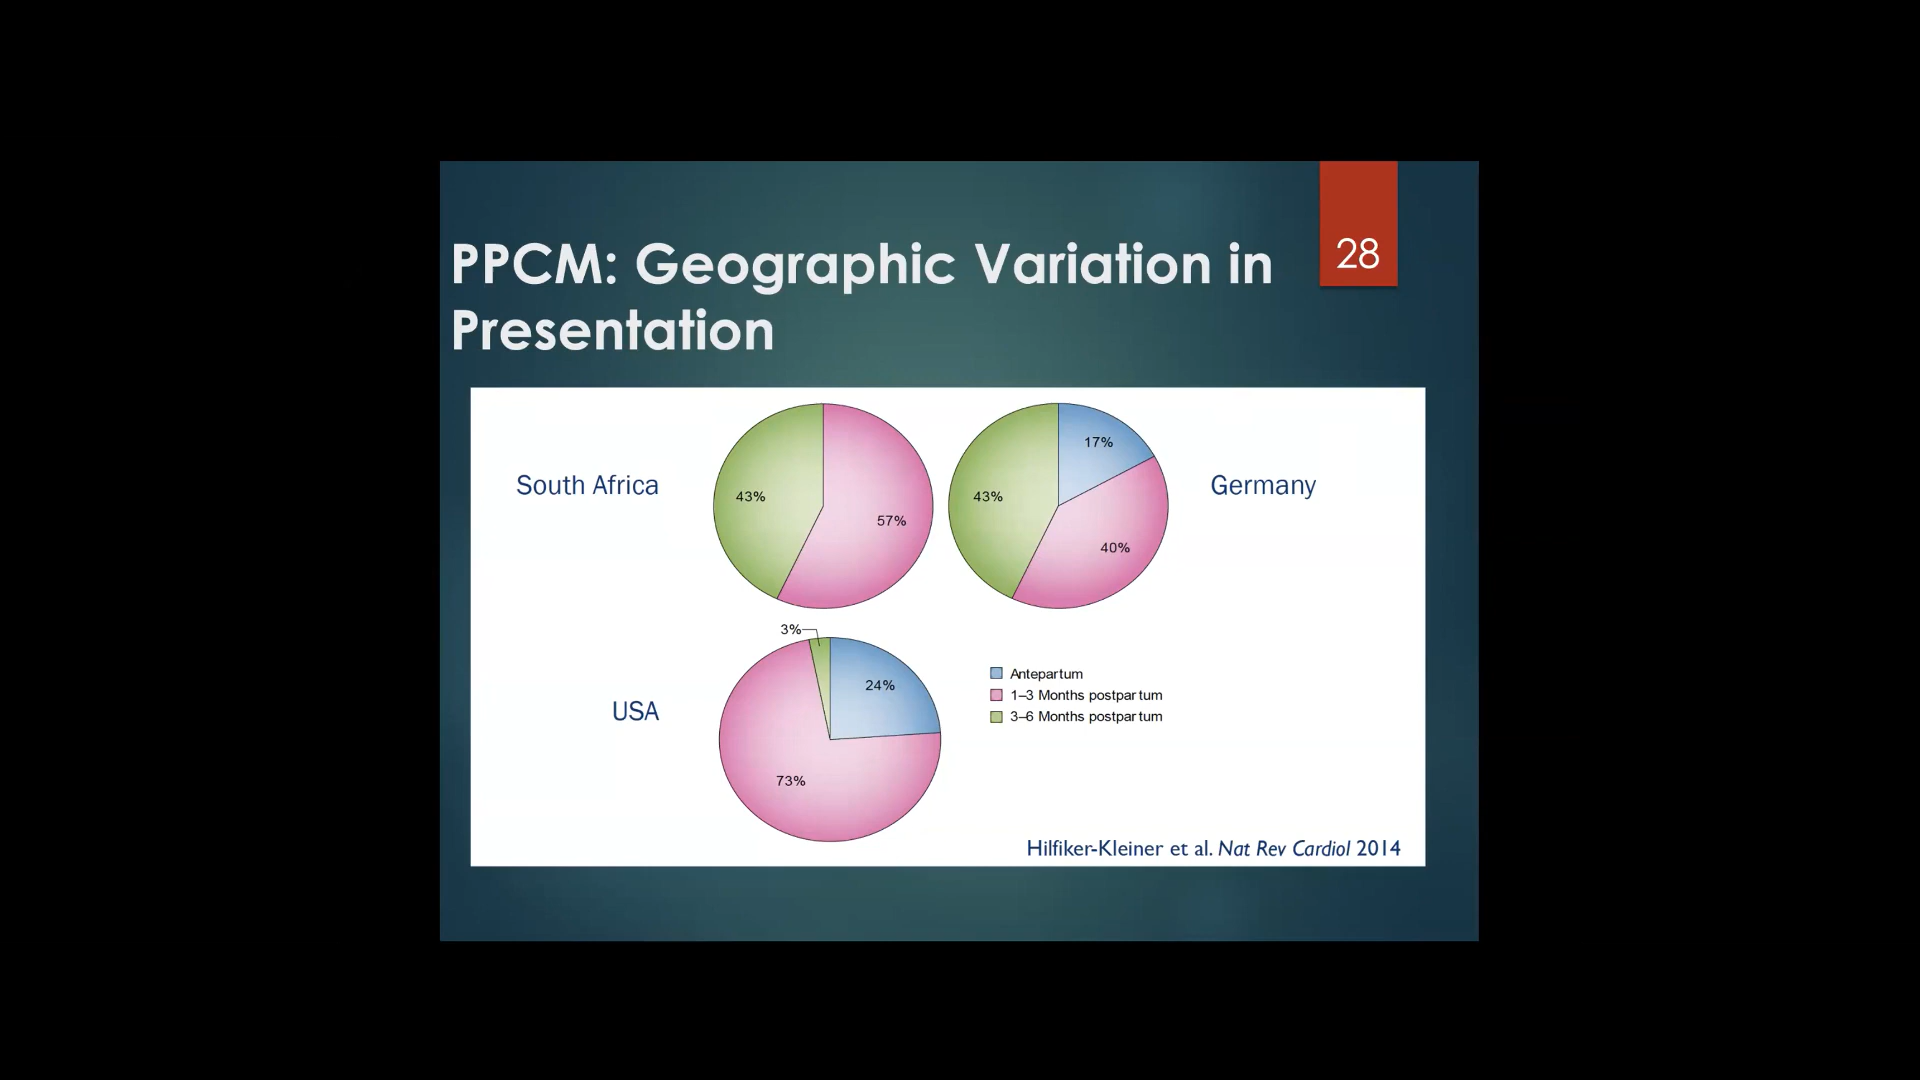 PPCM: Geographic Variation in
Presentation
28
South Africa
43%
57%
17%
43%
40%
Germany
3%
24%
73%
USA
Antepartum
1–3 Months postpartum
3–6 Months postpartum
Hilfiker-Kleiner et al. Nat Rev Cardiol 2014